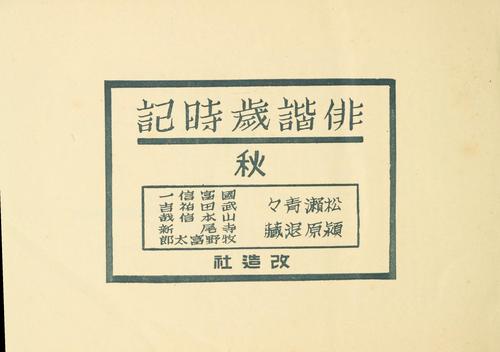 俳諧歳時記
秋
松瀬青々
潁原退藏
國富信一
武田祐吉
山本信哉
寺尾新
牧野富太郎
改造社